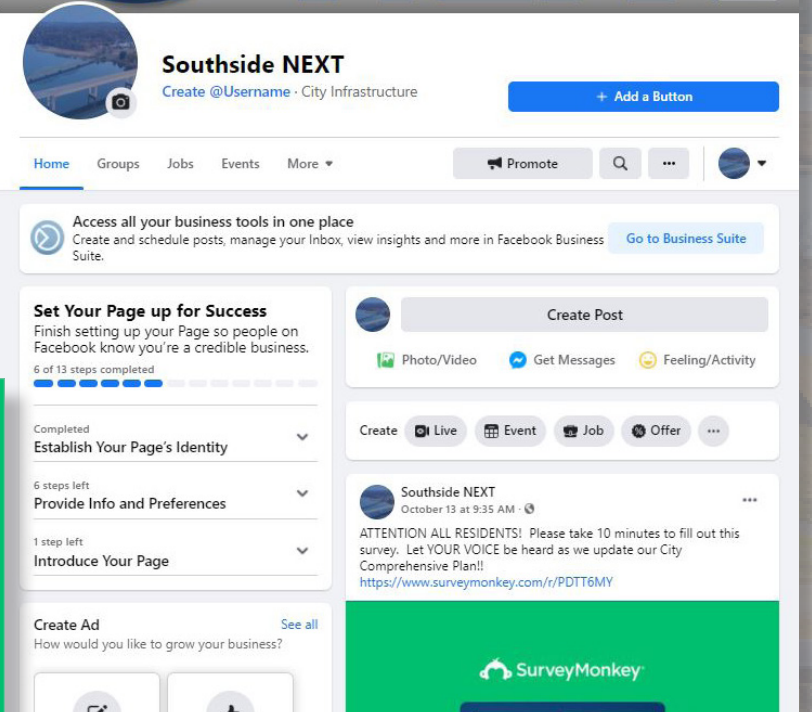 Southside NEXT
Create @Username · City Infrastructure
+ Add a Button
Home Groups Jobs Events More
Promote
Access all your business tools in one place
Create and schedule posts, manage your Inbox, view insights and more in Facebook Business
Suite.
Go to Business Suite
Set Your Page up for Success
Finish setting up your Page so people on
Facebook know you're a credible business.
6 of 13 steps completed
Completed
Establish Your Page's Identity
6 steps left
Provide Info and Preferences
1 step left
Introduce Your Page
Create Ad See all
How would you like to grow your business?
Create Post
Photo/Video Get Messages Feeling/Activity
Create Live Event Job Offer
Southside NEXT
October 13 at 9:35 AM ·
ATTENTION ALL RESIDENTS! Please take 10 minutes to fill out this
survey. Let YOUR VOICE be heard as we update our City
Comprehensive Plan!!
https://www.surveymonkey.com/r/PDTT6MY
SurveyMonkey